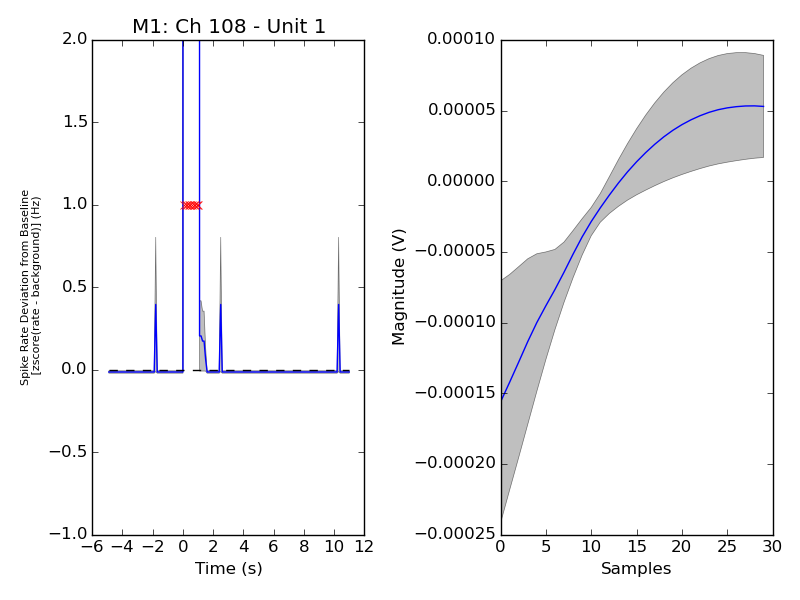 M1: Ch 108 - Unit 1
Spike Rate Deviation from Baseline
[zscore(rate - background)] (Hz)
2.0
1.5
1.0
0.5
0.0
−0.5
−1.0
−6 −4 −2 0 2 4 6 8 10 12
Time (s)
Magnitude (V)
0.00010
0.00005
0.00000
−0.00005
−0.00010
−0.00015
−0.00020
−0.00025
0 5 10 15 20 25 30
Samples